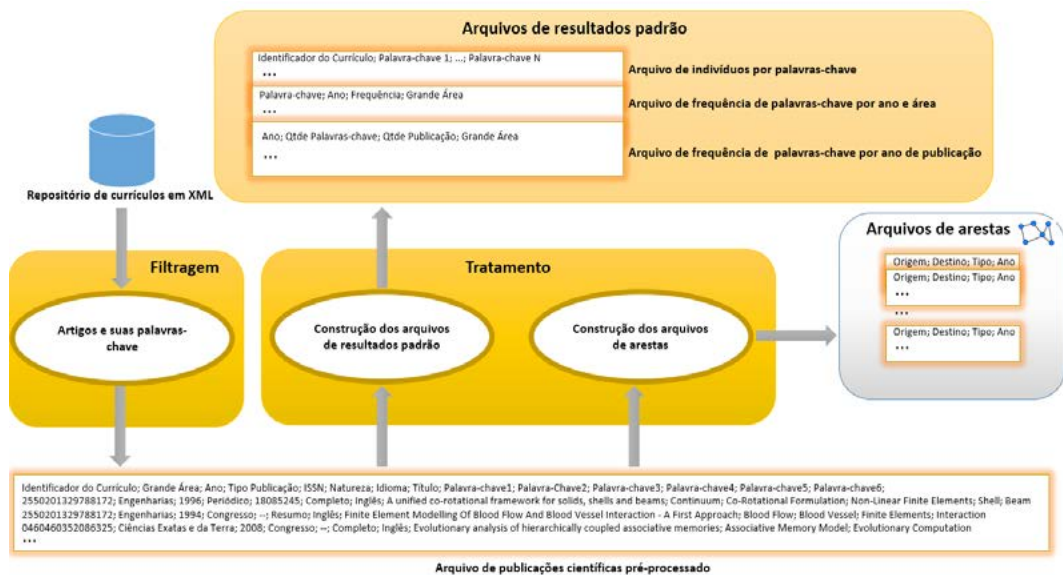 Arquivos de resultados padrão
Identificador do Currículo; Palavra-chave 1; ...; Palavra-chave N
...
Arquivo de indivíduos por palavras-chave
Palavra-chave; Ano; Frequência; Grande Área
...
Arquivo de frequência de palavras-chave por ano e área
Ano; Qtde Palavras-chave; Qtde Publicação; Grande Área
...
Arquivo de frequência de palavras-chave por ano de publicação
Repositório de currículos em XML
Filtragem
Artigos e suas palavras-
chave
Tratamento
Construção dos arquivos
de resultados padrão
Construção dos arquivos
de arestas
Arquivos de arestas
Origem; Destino; Tipo; Ano
Origem; Destino; Tipo; Ano
...
...
Origem; Destino; Tipo; Ano
...
Identificador do Currículo; Grande Área; Ano; Tipo Publicação; ISSN; Natureza; Idioma; Título; Palavra-chave1; Palavra-Chave2; Palavra-chave3; Palavra-chave4; Palavra-chave5; Palavra-chave6;
2550201329788172; Engenharias; 1996; Periódico; 18085245; Completo; Inglês; A unified co-rotational framework for solids, shells and beams; Continuum; Co-Rotational Formulation; Non-Linear Finite Elements; Shell; Beam
2550201329788172; Engenharias; 1994; Congresso; --; Resumo; Inglês; Finite Element Modelling Of Blood Flow And Blood Vessel Interaction - A First Approach; Blood Flow; Blood Vessel; Finite Elements; Interaction
0460460352086325; Ciências Exatas e da Terra; 2008; Congresso; --; Completo; Inglês; Evolutionary analysis of hierarchically coupled associative memories; Associative Memory Model; Evolutionary Computation
...
Arquivo de publicações científicas pré-processado